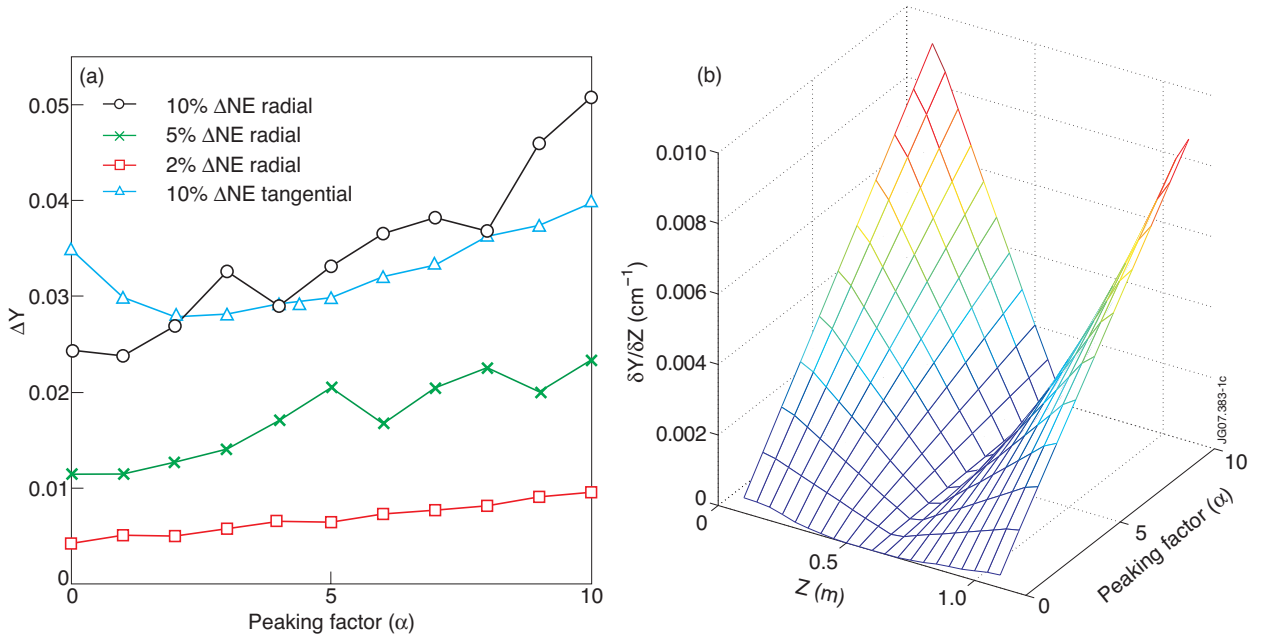 (a)
10% ΔNE radial
5% ΔNE radial
2% ΔNE radial
10% ΔNE tangential
0.05
0.04
0.03
0.02
0.01
0
ΔY
0
5
10
Peaking factor (α)
(b)
0.010
0.008
0.006
0.004
0.002
0
δY/δZ (cm⁻¹)
0
0.5
1.0
Z (m)
0
5
10
Peaking factor (α)
JG07.383-1c